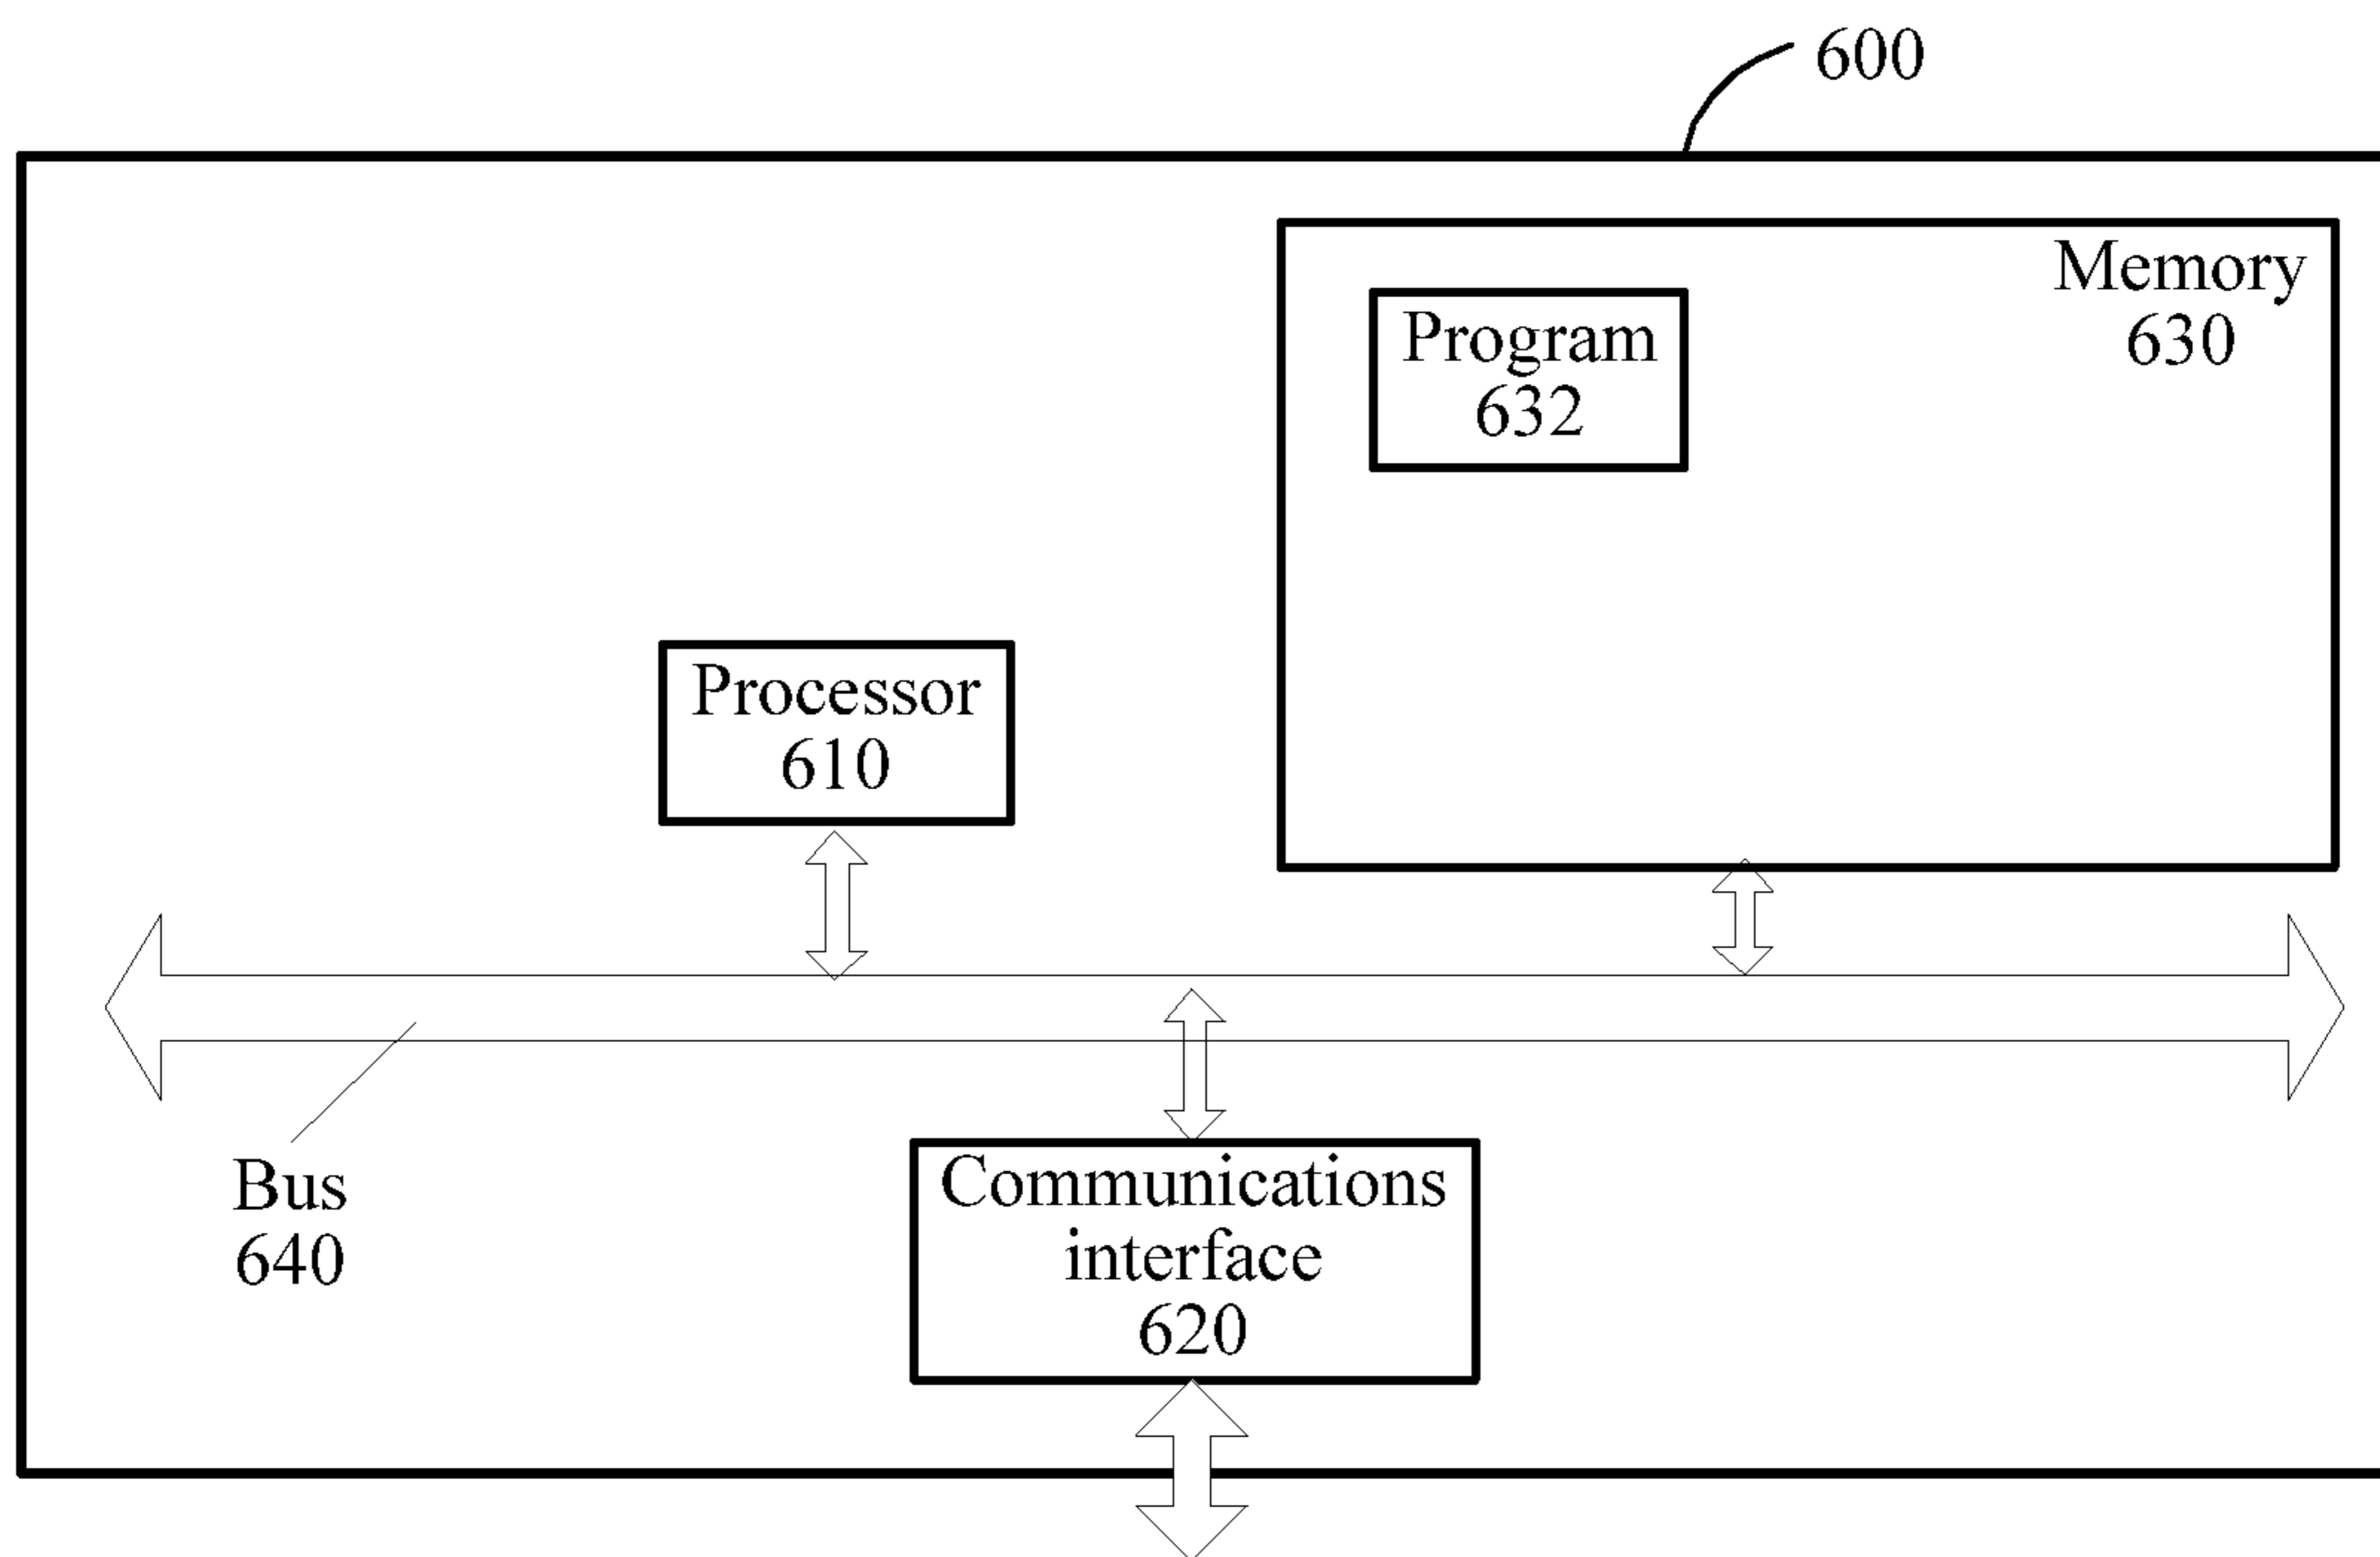 600
Memory
630
Program
632
Processor
610
Bus
640
Communications
interface
620